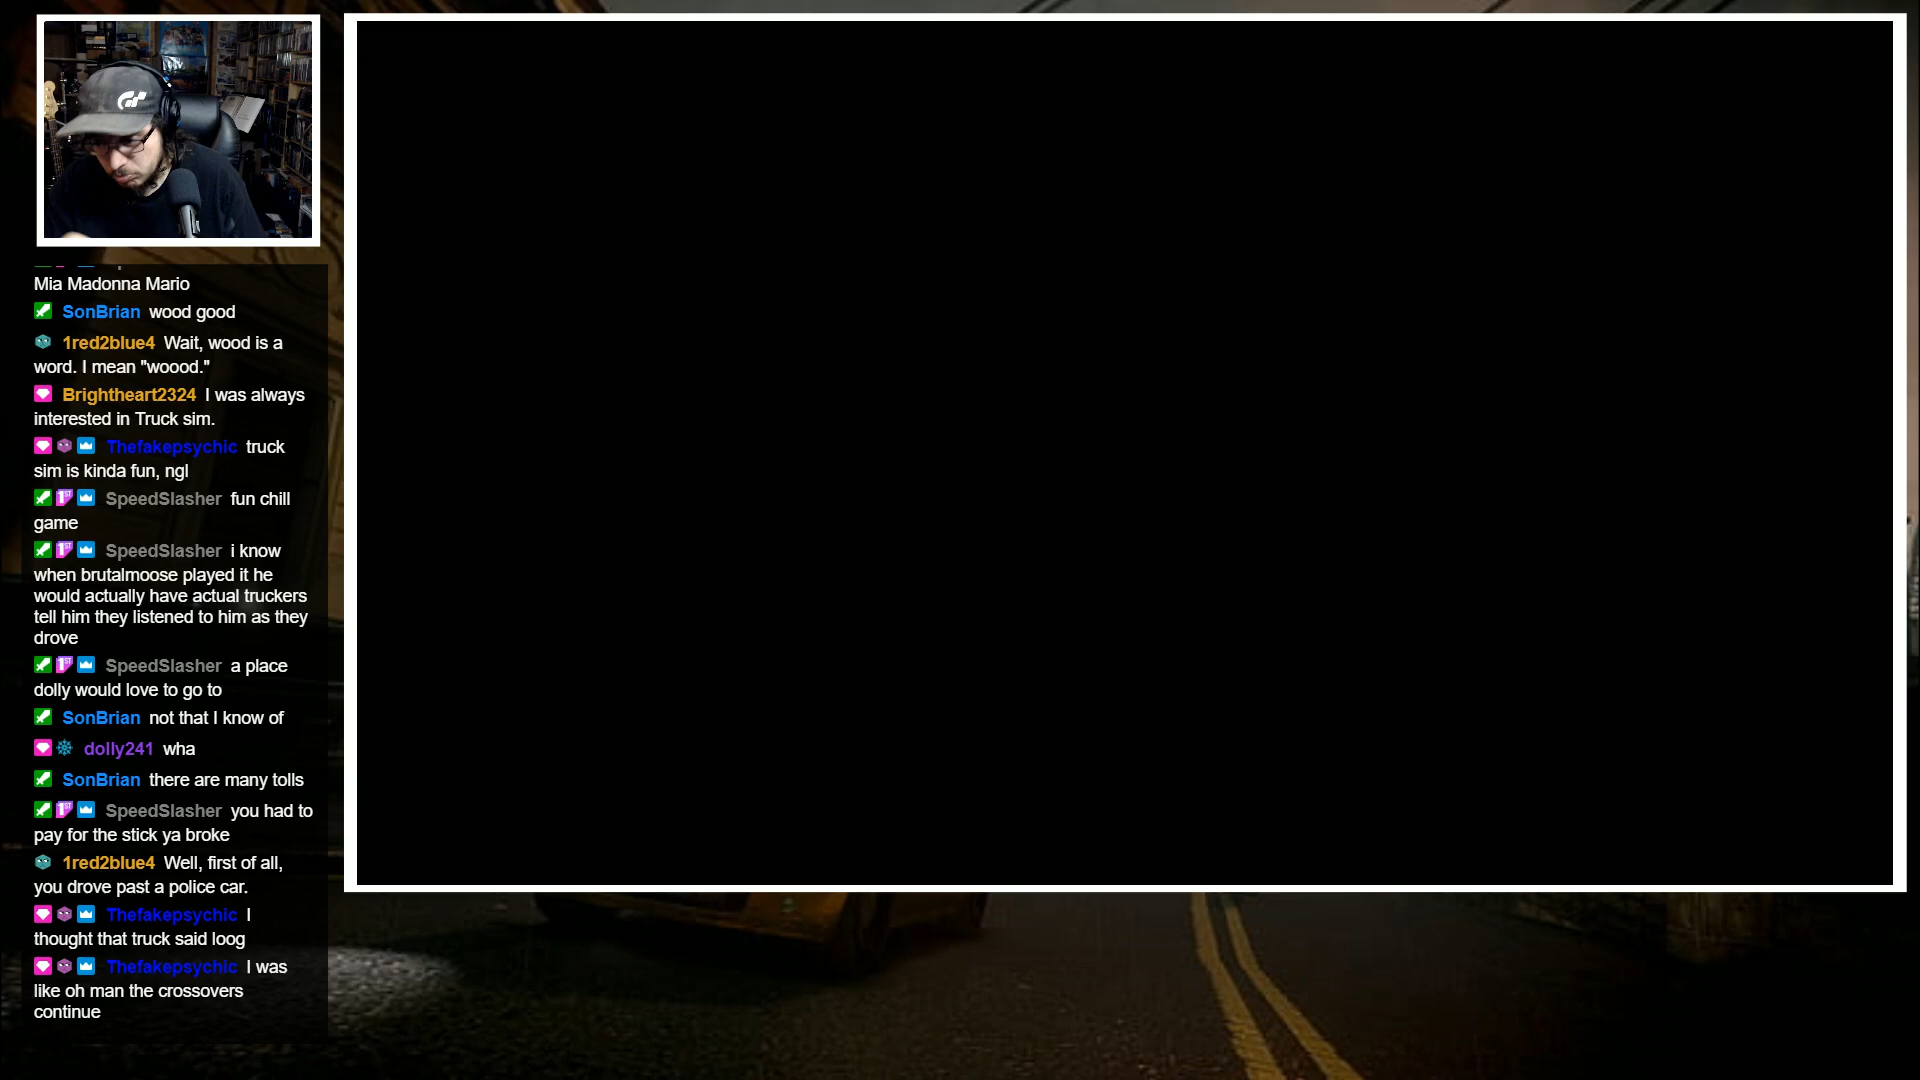 Mia Madonna Mario
SonBrian wood good
1red2blue4 Wait, wood is a
word. I mean "woood."
Brightheart2324 I was always
interested in Truck sim.
Thefakepsychic truck
sim is kinda fun, ngl
SpeedSlasher fun chill
game
SpeedSlasher i know
when brutalmoose played it he
would actually have actual truckers
tell him they listened to him as they
drove
SpeedSlasher a place
dolly would love to go to
SonBrian not that I know of
dolly241 wha
SonBrian there are many tolls
SpeedSlasher you had to
pay for the stick ya broke
1red2blue4 Well, first of all,
you drove past a police car.
Thefakepsychic I
thought that truck said loog
Thefakepsychic I was
like oh man the crossovers
continue